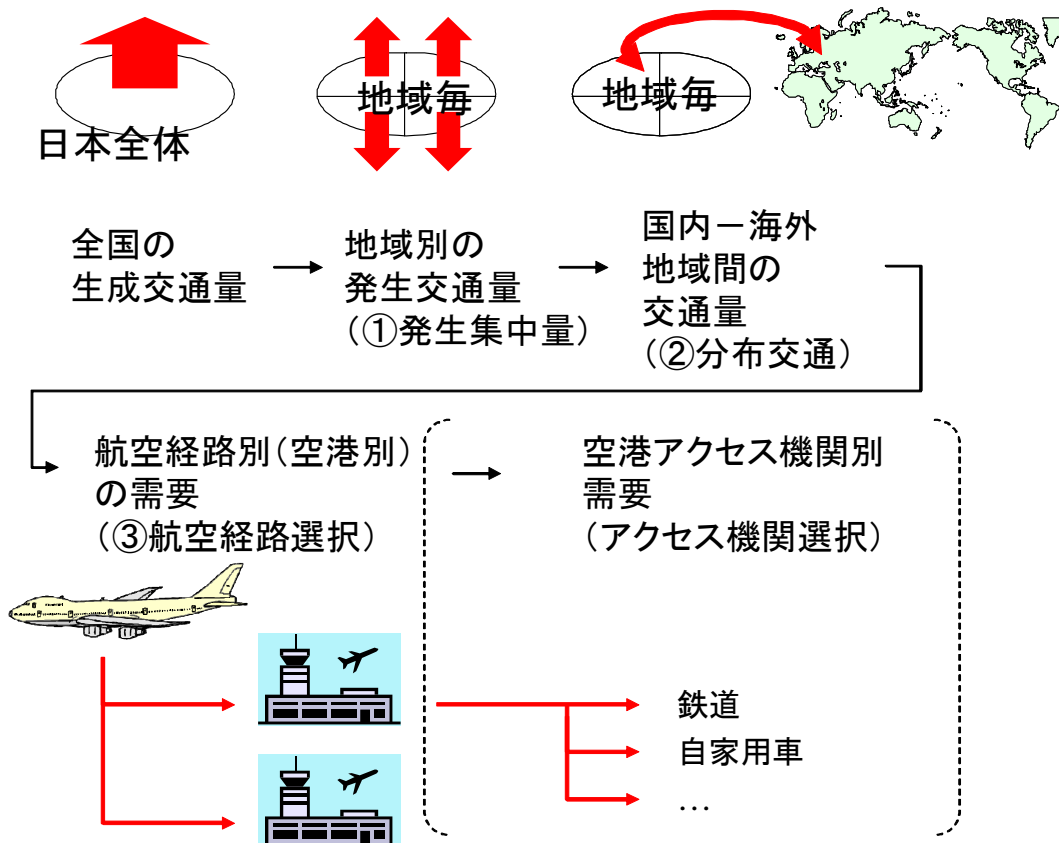 日本全体
地域毎
地域毎
全国の
生成交通量
地域別の
発生交通量
(①発生集中量)
国内－海外
地域間の
交通量
(②分布交通)
航空経路別(空港別)
の需要
(③航空経路選択)
空港アクセス機関別
需要
(アクセス機関選択)
鉄道
自家用車
…